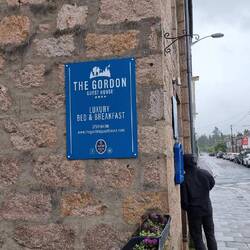 THE GORDON
GUEST HOUSE
LUXURY
BED & BREAKFAST